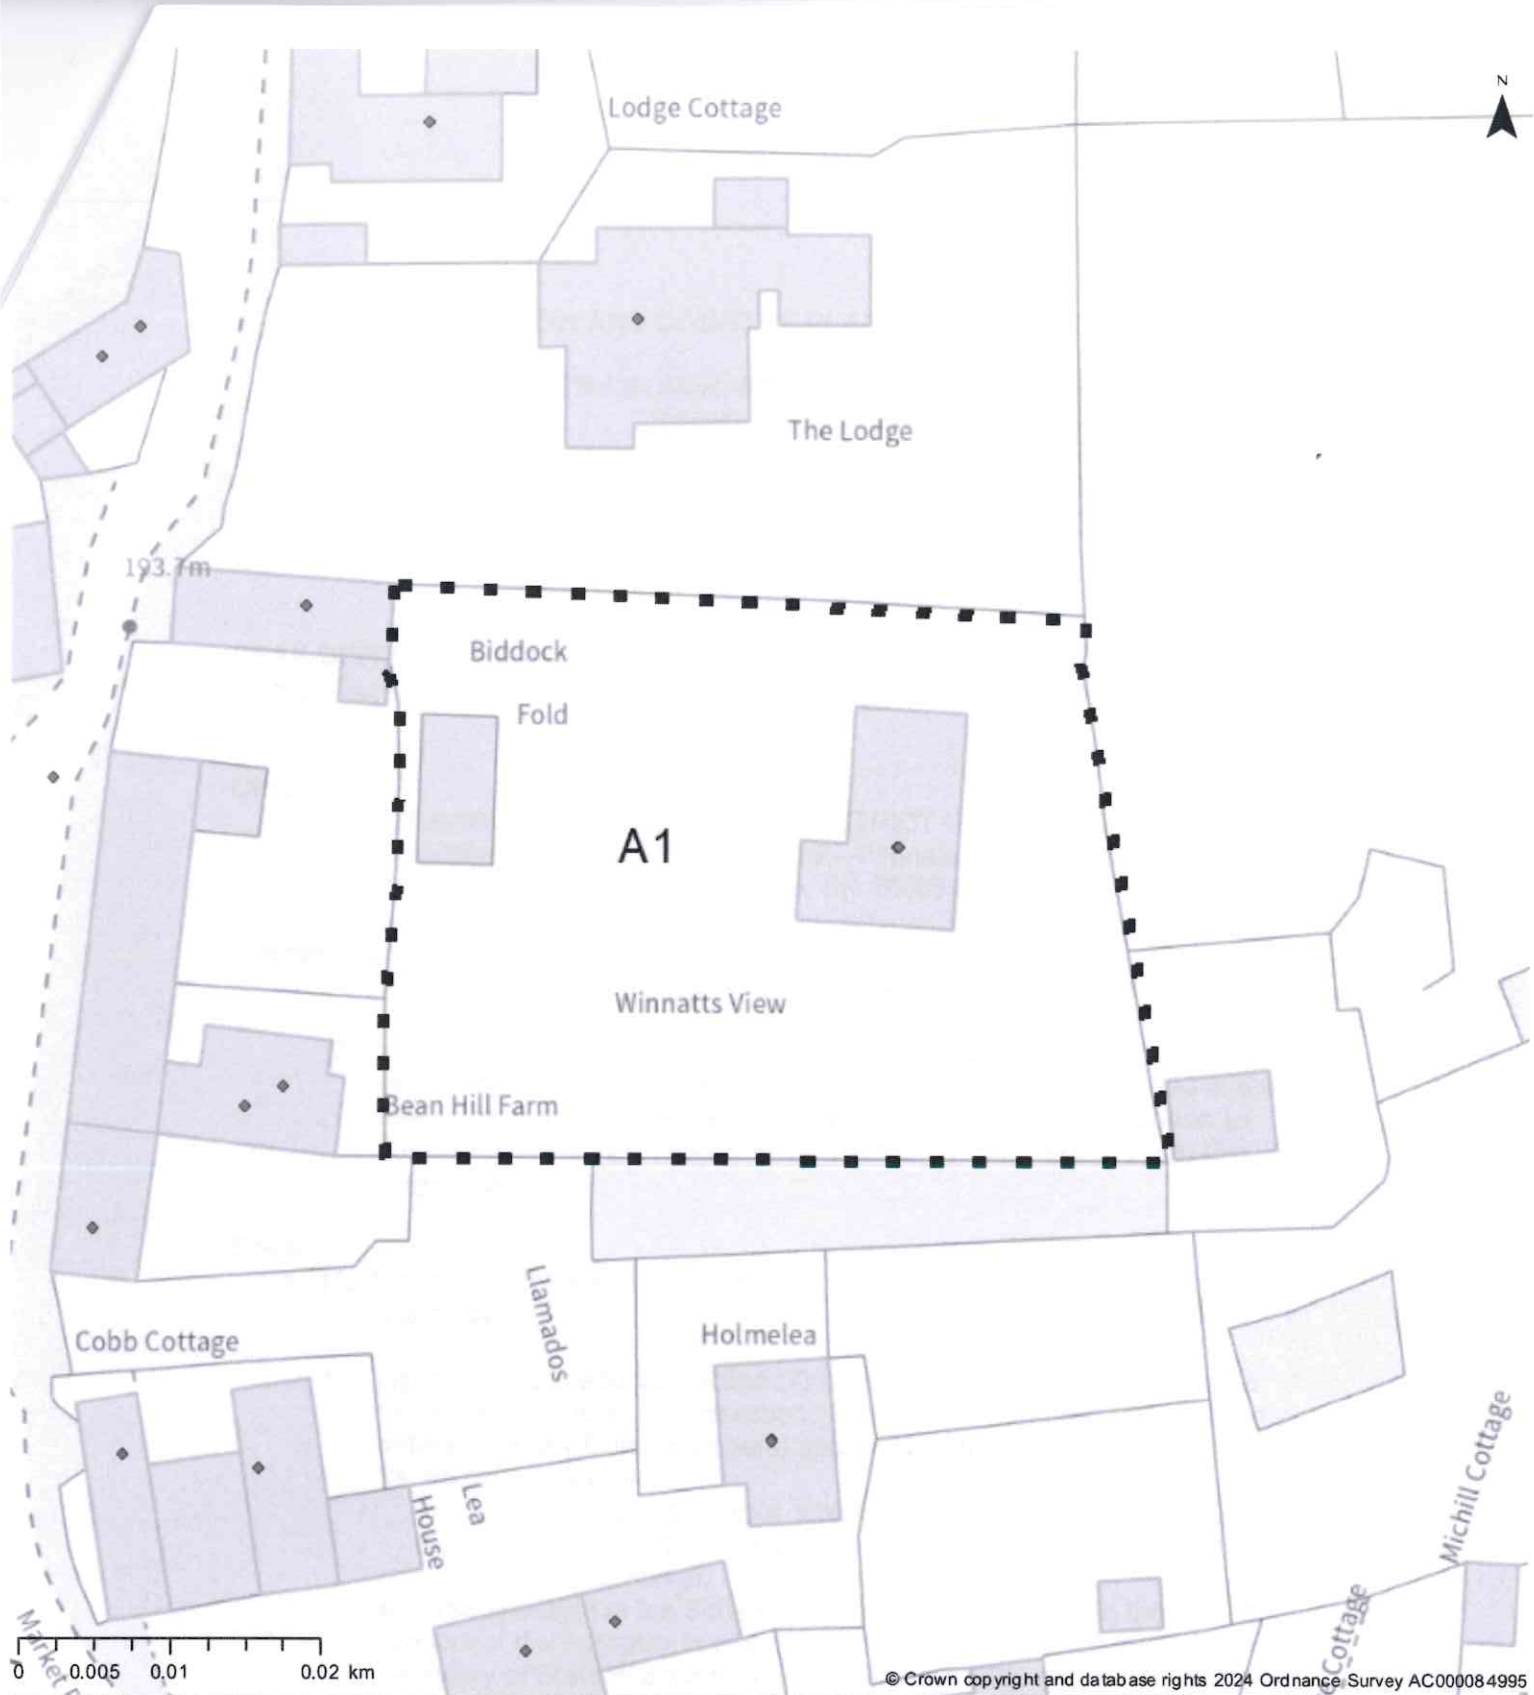 N
Lodge Cottage
The Lodge
193.7m
Biddock
Fold
A1
Winnatts View
Bean Hill Farm
Llamados
Cobb Cottage
Holmelea
Lea
House
Michill Cottage
Cottage
Market
0 0.005 0.01 0.02 km
© Crown copyright and database rights 2024 Ordnance Survey AC000084995